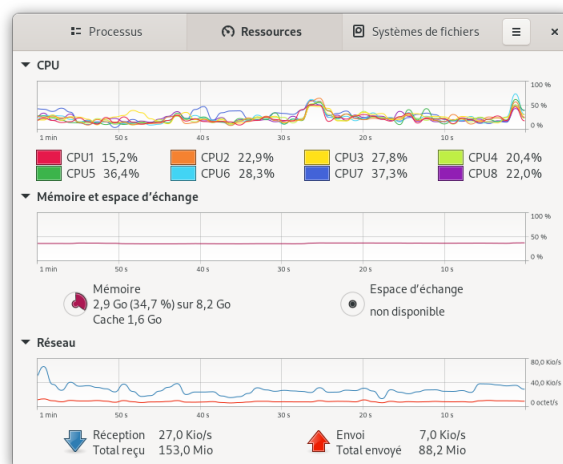 Processus Ressources Systèmes de fichiers
CPU
100 %
50 %
0 %
1 min 50 s 40 s 30 s 20 s 10 s
CPU1 15,2% CPU2 22,9% CPU3 27,8% CPU4 20,4%
CPU5 36,4% CPU6 28,3% CPU7 37,3% CPU8 22,0%
Mémoire et espace d’échange
100 %
50 %
0 %
1 min 50 s 40 s 30 s 20 s 10 s
Mémoire
2,9 Go (34,7 %) sur 8,2 Go
Cache 1,6 Go
Espace d’échange
non disponible
Réseau
80,0 Kio/s
40,0 Kio/s
0 octet/s
1 min 50 s 40 s 30 s 20 s 10 s
Réception 27,0 Kio/s Envoi 7,0 Kio/s
Total reçu 153,0 Mio Total envoyé 88,2 Mio